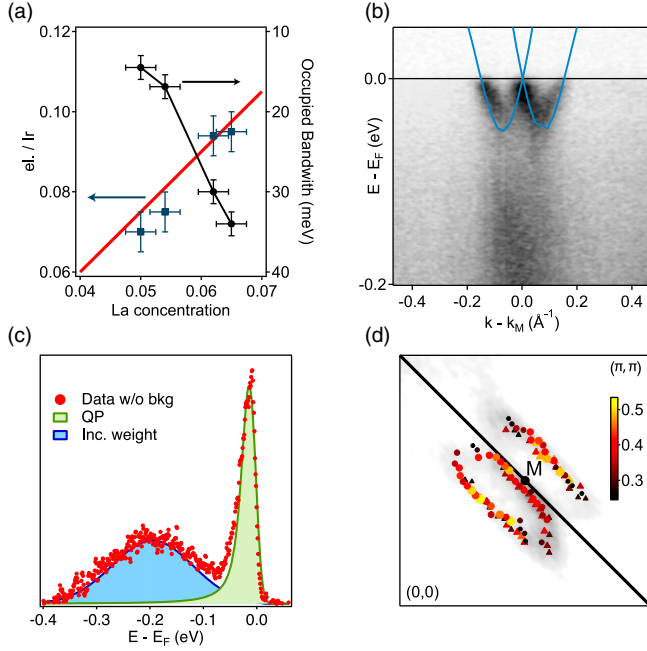 (a)
0.12
0.10
0.08
0.06
el. / Ir
10
20
30
40
Occupied Bandwith (meV)
0.04
0.05
0.06
0.07
La concentration
(b)
0.0
-0.2
E - E_F (eV)
-0.4
-0.2
0.0
0.2
0.4
k - k_M (Å⁻¹)
(c)
Data w/o bkg
QP
Inc. weight
-0.4
-0.3
-0.2
-0.1
0.0
E - E_F (eV)
(d)
(π, π)
0.5
0.4
0.3
M
(0,0)